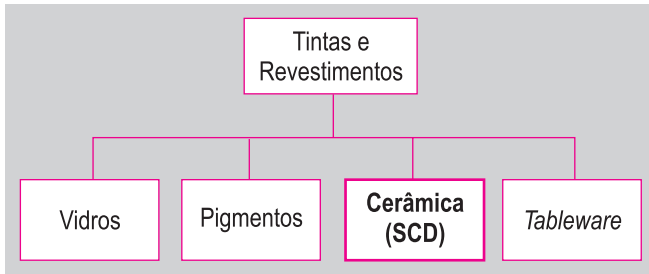 Tintas e
Revestimentos
Vidros
Pigmentos
Cerâmica
(SCD)
Tableware